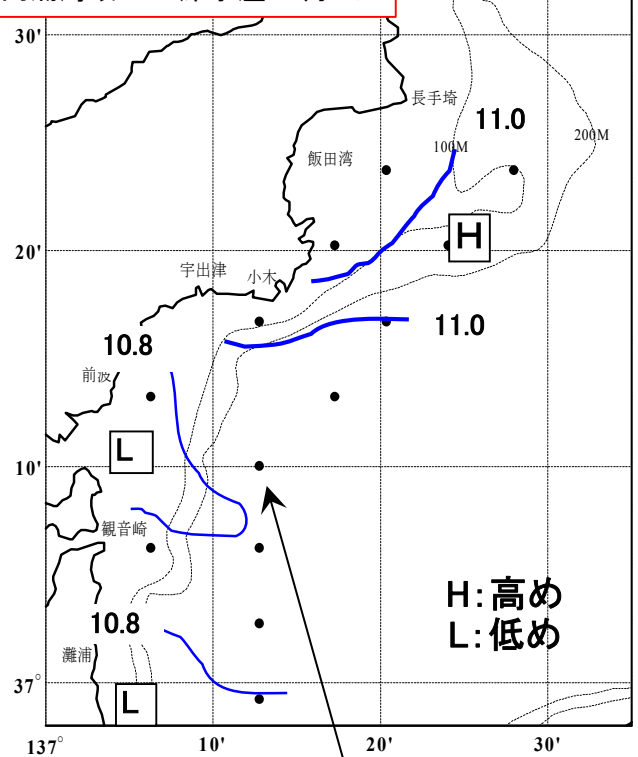 30'
長手埼
11.0
200M
100M
飯田湾
H
20'
宇出津
小木
11.0
10.8
前波
L
10'
観音崎
H:高め
L:低め
10.8
灘浦
37°
L
137°
10'
20'
30'